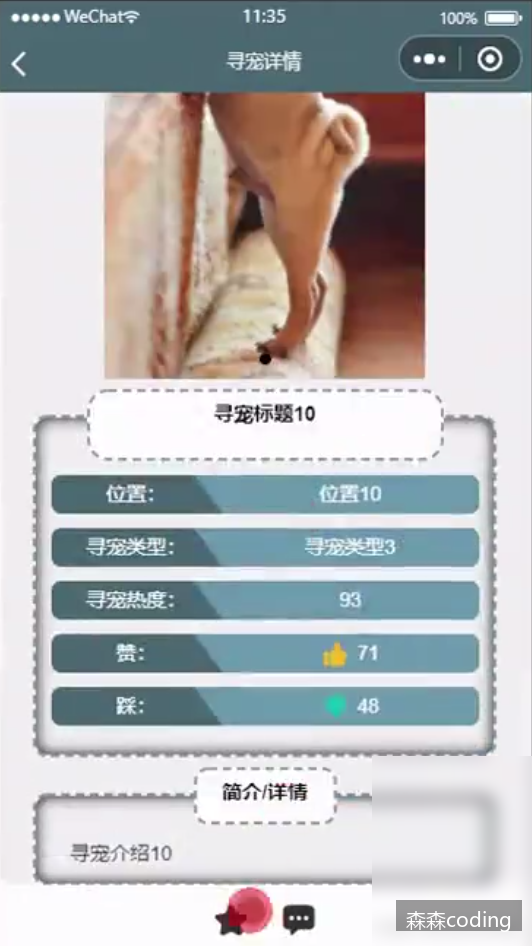 WeChat 11:35 100%
寻宠详情
寻宠标题10
位置: 位置10
寻宠类型: 寻宠类型3
寻宠热度: 93
赞: 71
踩: 48
简介/详情
寻宠介绍10
森森coding